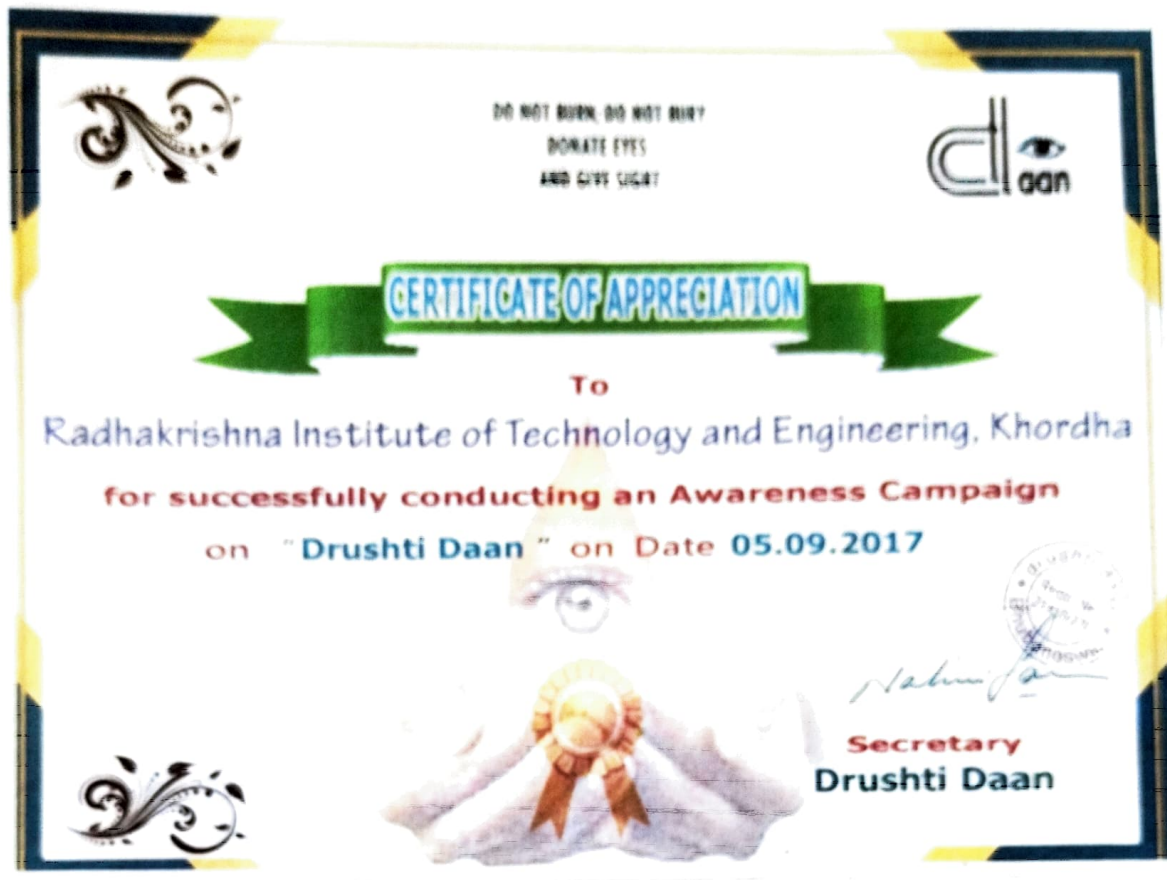 DO NOT BURN, DO NOT BURY
DONATE EYES
AND GIVE SIGHT
daan
CERTIFICATE OF APPRECIATION
To
Radhakrishna Institute of Technology and Engineering, Khordha
for successfully conducting an Awareness Campaign
on "Drushti Daan" on Date 05.09.2017
Secretary
Drushti Daan